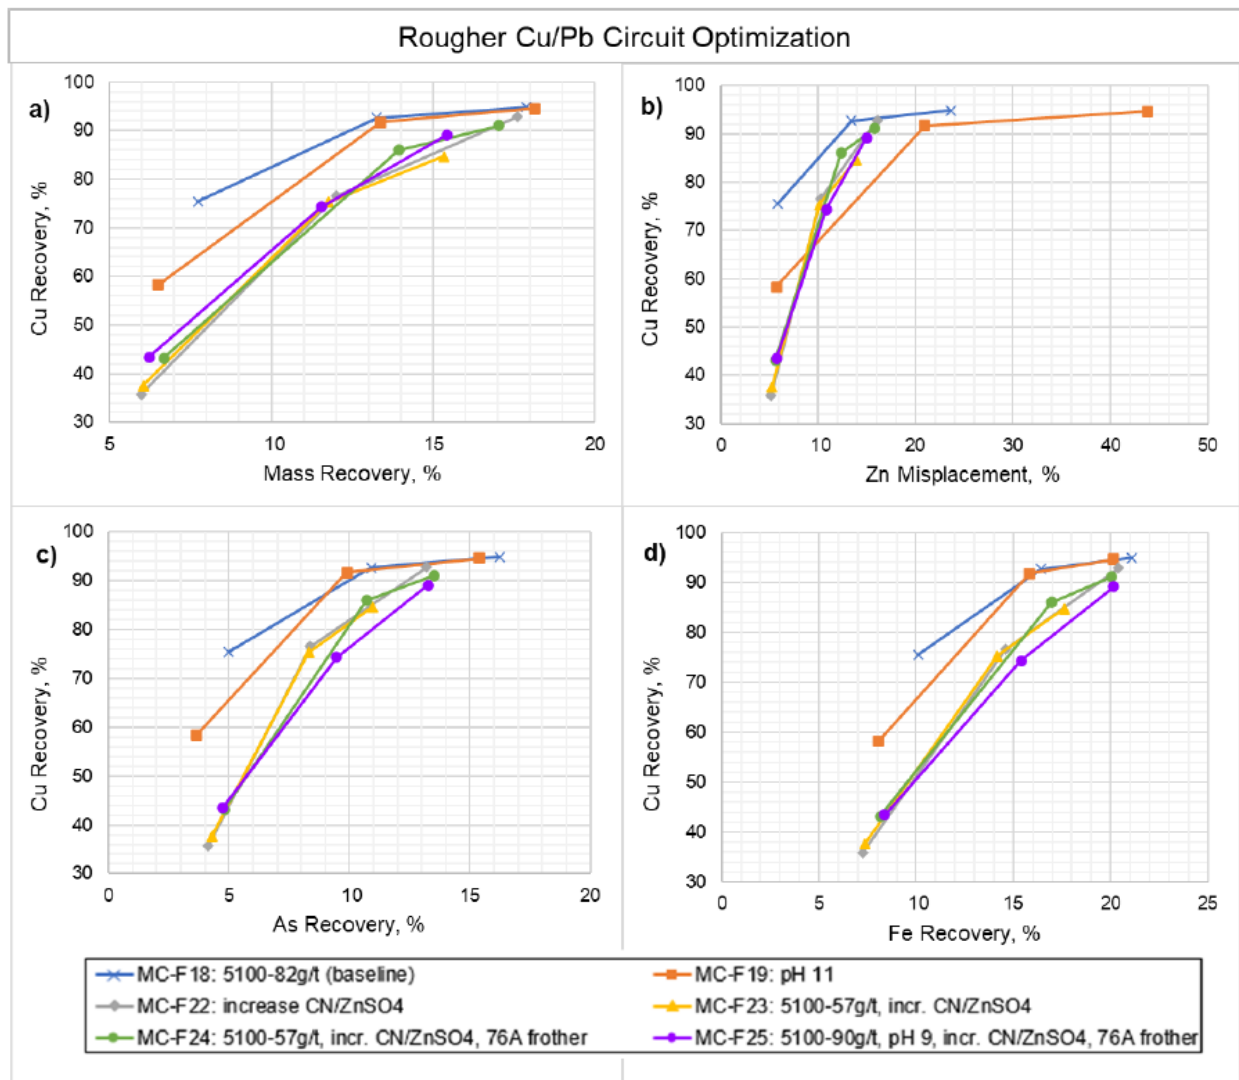 Rougher Cu/Pb Circuit Optimization
a)
100
90
80
70
60
50
40
30
Cu Recovery, %
5
10
15
20
Mass Recovery, %
b)
100
90
80
70
60
50
40
30
Cu Recovery, %
0
10
20
30
40
50
Zn Misplacement, %
c)
100
90
80
70
60
50
40
30
Cu Recovery, %
0
5
10
15
20
As Recovery, %
d)
100
90
80
70
60
50
40
30
Cu Recovery, %
0
5
10
15
20
25
Fe Recovery, %
MC-F18: 5100-82g/t (baseline)
MC-F19: pH 11
MC-F22: increase CN/ZnSO4
MC-F23: 5100-57g/t, incr. CN/ZnSO4
MC-F24: 5100-57g/t, incr. CN/ZnSO4, 76A frother
MC-F25: 5100-90g/t, pH 9, incr. CN/ZnSO4, 76A frother